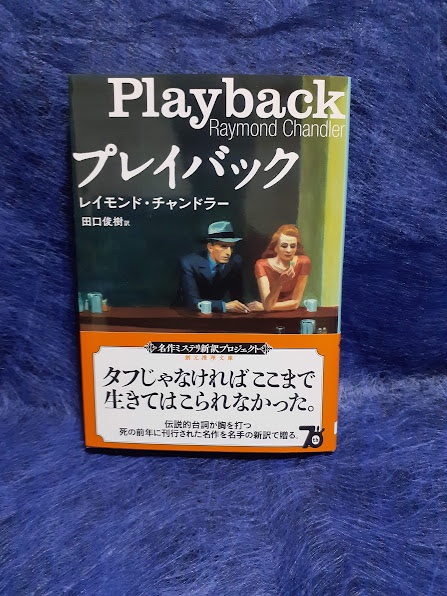 Playback
Raymond Chandler
プレイバック
レイモンド・チャンドラー
田口俊樹 訳
名作ミステリ新訳プロジェクト
創元推理文庫
タフじゃなければここまで
生きてはこられなかった。
伝説的台詞が胸を打つ
死の前年に刊行された名作を名手の新訳で贈る。
70th